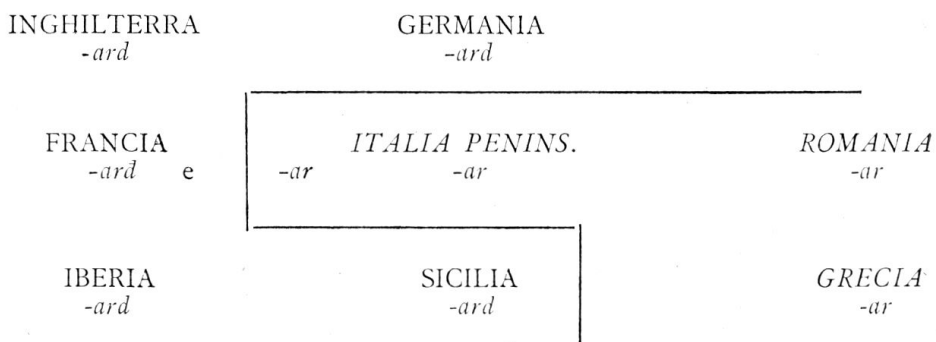 INGHILTERRA GERMANIA
-ard -ard
FRANCIA ITALIA PENINS. ROMANIA
-ard e -ar -ar -ar
IBERIA SICILIA GRECIA
-ard -ard -ar